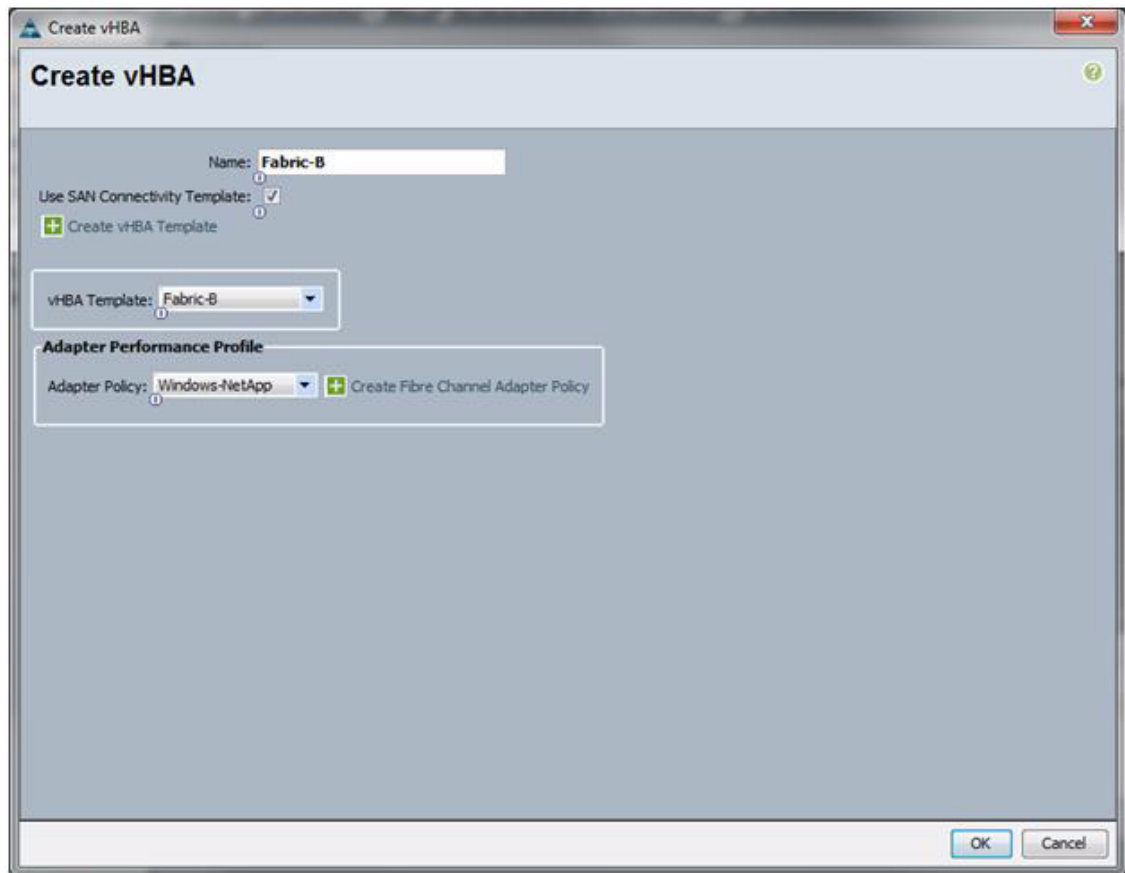 Create vHBA
Create vHBA
Name: Fabric-B
Use SAN Connectivity Template:
Create vHBA Template
vHBA Template: Fabric-B
Adapter Performance Profile
Adapter Policy: Windows-NetApp Create Fibre Channel Adapter Policy
OK Cancel